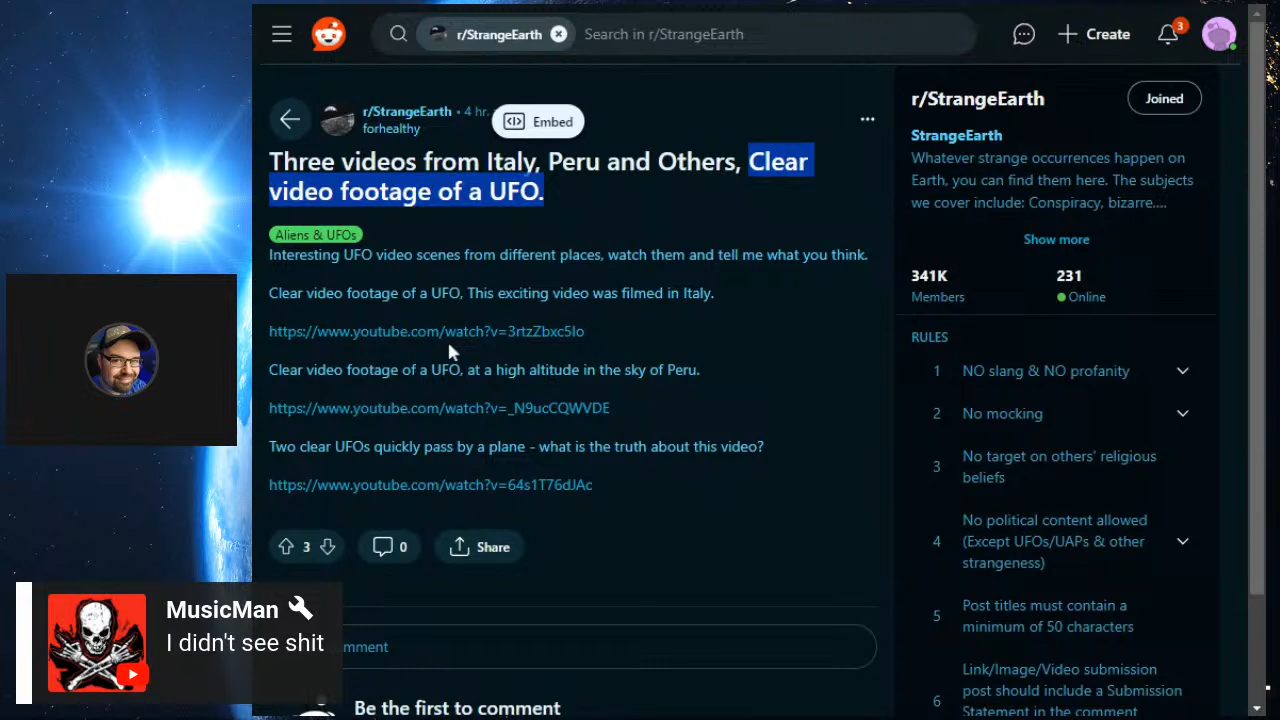 r/StrangeEarth
Search in r/StrangeEarth
Create
3
r/StrangeEarth • 4 hr.
forhealthy
Embed
Three videos from Italy, Peru and Others, Clear
video footage of a UFO.
Aliens & UFOs
Interesting UFO video scenes from different places, watch them and tell me what you think.
Clear video footage of a UFO, This exciting video was filmed in Italy.
https://www.youtube.com/watch?v=3rtzZbxc5Io
Clear video footage of a UFO, at a high altitude in the sky of Peru.
https://www.youtube.com/watch?v=_N9ucCQWVDE
Two clear UFOs quickly pass by a plane - what is the truth about this video?
https://www.youtube.com/watch?v=64s1T76dJAc
3
0
Share
mment
Be the first to comment
MusicMan
I didn't see shit
r/StrangeEarth
Joined
StrangeEarth
Whatever strange occurrences happen on
Earth, you can find them here. The subjects
we cover include: Conspiracy, bizarre....
Show more
341K
231
Members
Online
RULES
1 NO slang & NO profanity
2 No mocking
3 No target on others' religious
beliefs
4 No political content allowed
(Except UFOs/UAPs & other
strangeness)
5 Post titles must contain a
minimum of 50 characters
6 Link/Image/Video submission
post should include a Submission
Statement in the comment